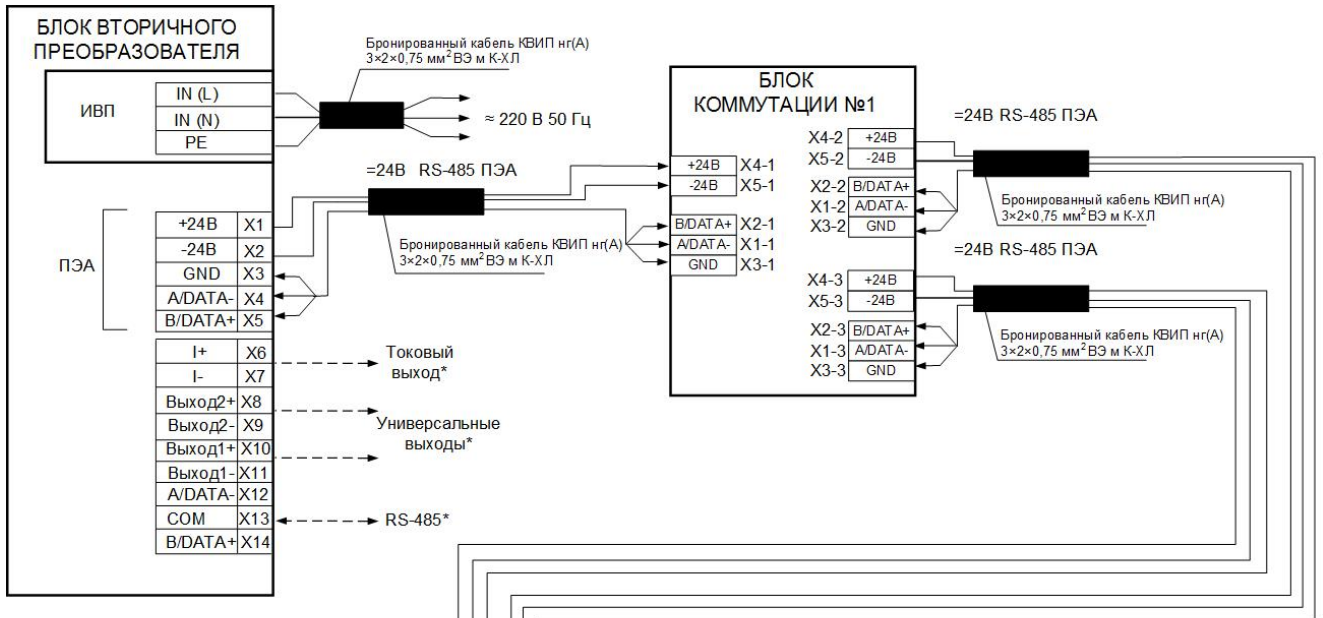 БЛОК ВТОРИЧНОГО
ПРЕОБРАЗОВАТЕЛЯ
ИВП
IN (L)
IN (N)
PE
Бронированный кабель КВИП нг(А)
3×2×0,75 мм² ВЭ м К-ХЛ
≈ 220 В 50 Гц
ПЭА
+24В X1
-24В X2
GND X3
A/DATA- X4
B/DATA+ X5
I+ X6
I- X7
Выход2+ X8
Выход2- X9
Выход1+ X10
Выход1- X11
A/DATA- X12
COM X13
B/DATA+ X14
=24В RS-485 ПЭА
Бронированный кабель КВИП нг(А)
3×2×0,75 мм² ВЭ м К-ХЛ
Токовый
выход*
Универсальные
выходы*
RS-485*
БЛОК
КОММУТАЦИИ №1
+24В X4-1
-24В X5-1
B/DATA+ X2-1
A/DATA- X1-1
GND X3-1
X4-2 +24В
X5-2 -24В
X2-2 B/DATA+
X1-2 A/DATA-
X3-2 GND
X4-3 +24В
X5-3 -24В
X2-3 B/DATA+
X1-3 A/DATA-
X3-3 GND
=24В RS-485 ПЭА
Бронированный кабель КВИП нг(А)
3×2×0,75 мм² ВЭ м К-ХЛ
=24В RS-485 ПЭА
Бронированный кабель КВИП нг(А)
3×2×0,75 мм² ВЭ м К-ХЛ